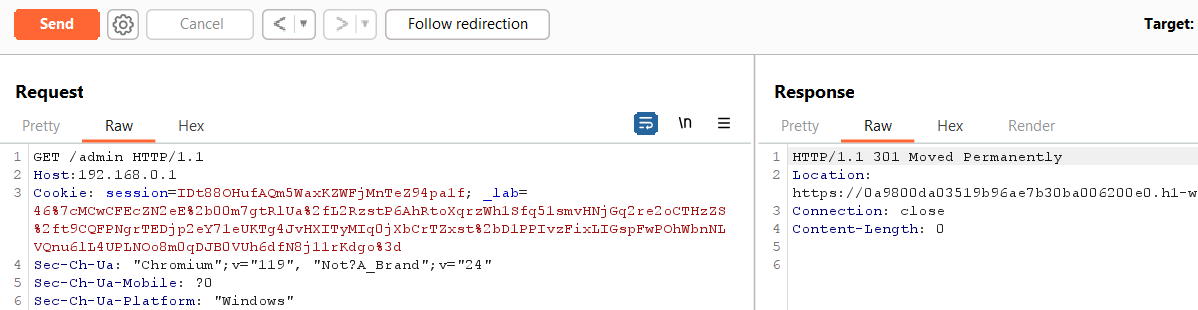 Send Cancel < > Follow redirection Target:
Request
Pretty Raw Hex \n
1 GET /admin HTTP/1.1
2 Host:192.168.0.1
3 Cookie: session=IDt88OHufAQm5WaxKZWFjMnTeZ94pa1f; _lab=
46%7cMCwCFEcZN2eE%2b00m7gtRlUa%2fL2RzstP6AhRtoXqrzWhlSfq51smvHNjGq2re2oCTHzZS
%2ft9CQFPNgrTEDjp2eY71eUKTg4JvHXITyMIq0jXbCrTZxst%2bD1PPIvzFixLIGspFwPOhWbnNL
VQnu6lL4UPLNOo8m0qDJB0VUh6dfN8j11rKdgo%3d
4 Sec-Ch-Ua: "Chromium";v="119", "Not?A_Brand";v="24"
5 Sec-Ch-Ua-Mobile: ?0
6 Sec-Ch-Ua-Platform: "Windows"
Response
Pretty Raw Hex Render
1 HTTP/1.1 301 Moved Permanently
2 Location:
https://0a9800da03519b96ae7b30ba006200e0.h1-w
3 Connection: close
4 Content-Length: 0
5
6